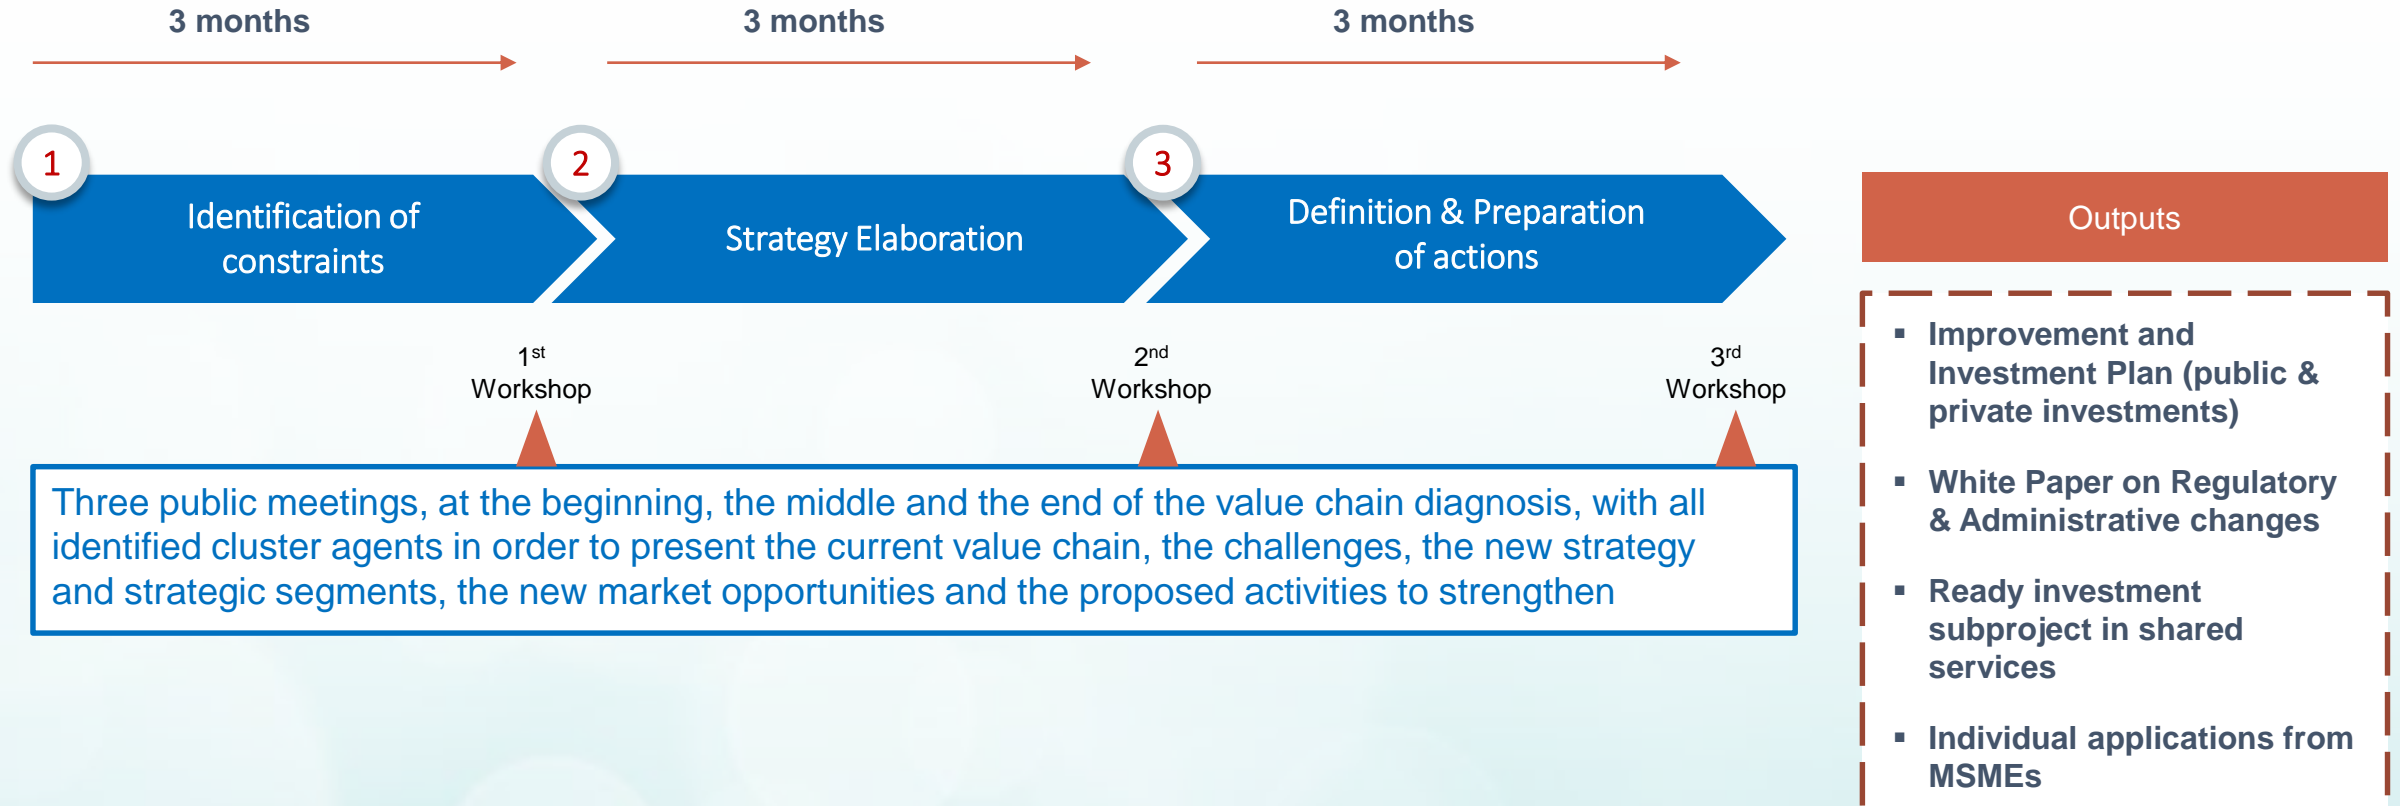 3 months
3 months
3 months
1
2
3
Identification of
constraints
Strategy Elaboration
Definition & Preparation
of actions
Outputs
1st
Workshop
2nd
Workshop
3rd
Workshop
Three public meetings, at the beginning, the middle and the end of the value chain diagnosis, with all
identified cluster agents in order to present the current value chain, the challenges, the new strategy
and strategic segments, the new market opportunities and the proposed activities to strengthen
▪ Improvement and
Investment Plan (public &
private investments)
▪ White Paper on Regulatory
& Administrative changes
▪ Ready investment
subproject in shared
services
▪ Individual applications from
MSMEs